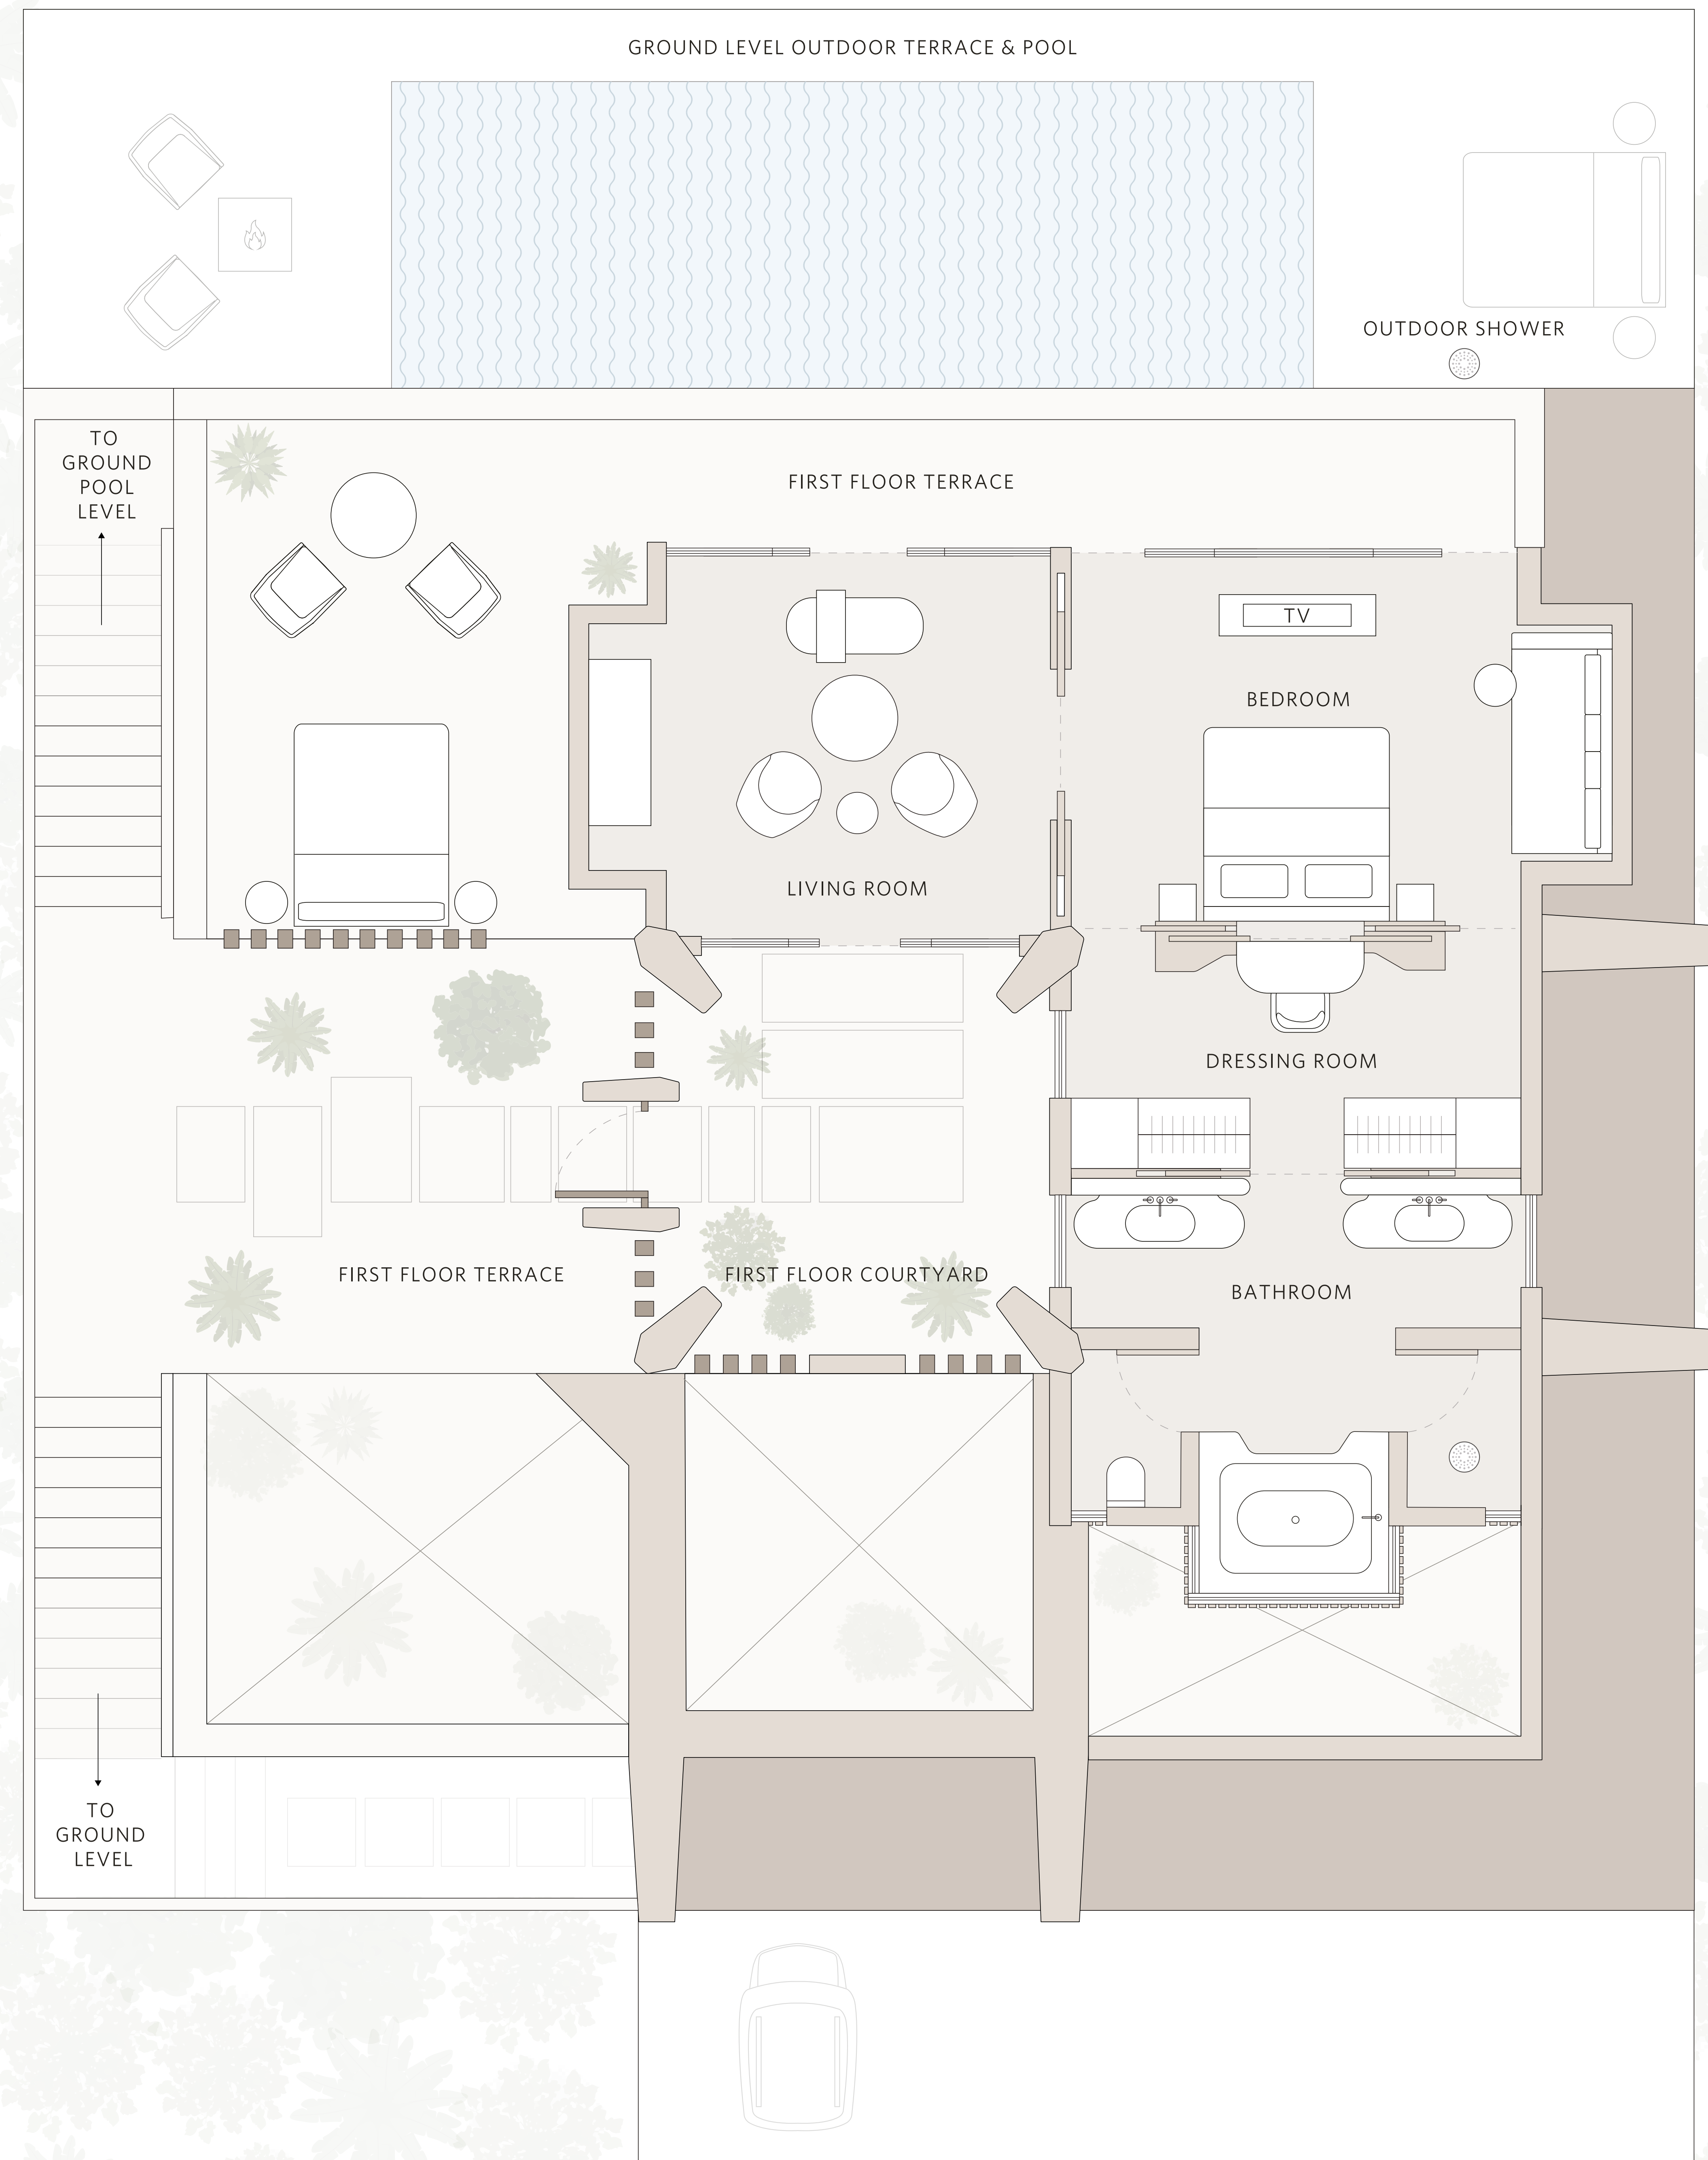 GROUND LEVEL OUTDOOR TERRACE & POOL
OUTDOOR SHOWER
TO
GROUND
POOL
LEVEL
FIRST FLOOR TERRACE
TV
BEDROOM
LIVING ROOM
DRESSING ROOM
FIRST FLOOR TERRACE
FIRST FLOOR COURTYARD
BATHROOM
TO
GROUND
LEVEL